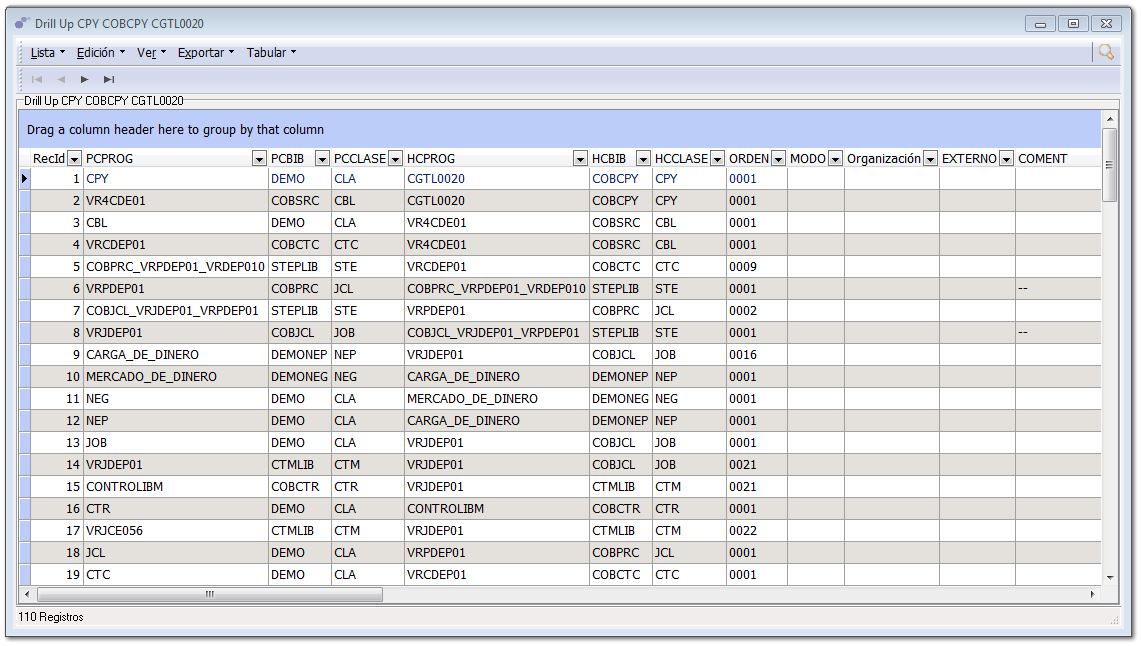 Drill Up CPY COBCPY CGTL0020
Lista Edición Ver Exportar Tabular
Drill Up CPY COBCPY CGTL0020
Drag a column header here to group by that column
RecId PCPROG PCBIB PCCLASE HCPROG HCBIB HCCLASE ORDEN MODO Organización EXTERNO COMENT
1 CPY DEMO CLA CGTL0020 COBCPY CPY 0001
2 VR4CDE01 COBSRC CBL CGTL0020 COBCPY CPY 0001
3 CBL DEMO CLA VR4CDE01 COBSRC CBL 0001
4 VRCDEP01 COBCTC CTC VR4CDE01 COBSRC CBL 0001
5 COBPRC_VRPDEP01_VRDEP010 STEPLIB STE VRCDEP01 COBCTC CTC 0009
6 VRPDEP01 COBPRC JCL COBPRC_VRPDEP01_VRDEP010 STEPLIB STE 0001 --
7 COBJCL_VRJDEP01_VRPDEP01 STEPLIB STE VRPDEP01 COBPRC JCL 0002
8 VRJDEP01 COBJCL JOB COBJCL_VRJDEP01_VRPDEP01 STEPLIB STE 0001 --
9 CARGA_DE_DINERO DEMONEP NEP VRJDEP01 COBJCL JOB 0016
10 MERCADO_DE_DINERO DEMONEG NEG CARGA_DE_DINERO DEMONEP NEP 0001
11 NEG DEMO CLA MERCADO_DE_DINERO DEMONEG NEG 0001
12 NEP DEMO CLA CARGA_DE_DINERO DEMONEP NEP 0001
13 JOB DEMO CLA VRJDEP01 COBJCL JOB 0001
14 VRJDEP01 CTMLIB CTM VRJDEP01 COBJCL JOB 0021
15 CONTROLIBM COBCTR CTR VRJDEP01 CTMLIB CTM 0021
16 CTR DEMO CLA CONTROLIBM COBCTR CTR 0001
17 VRJCE056 CTMLIB CTM VRJDEP01 CTMLIB CTM 0022
18 JCL DEMO CLA VRPDEP01 COBPRC JCL 0001
19 CTC DEMO CLA VRCDEP01 COBCTC CTC 0001
110 Registros